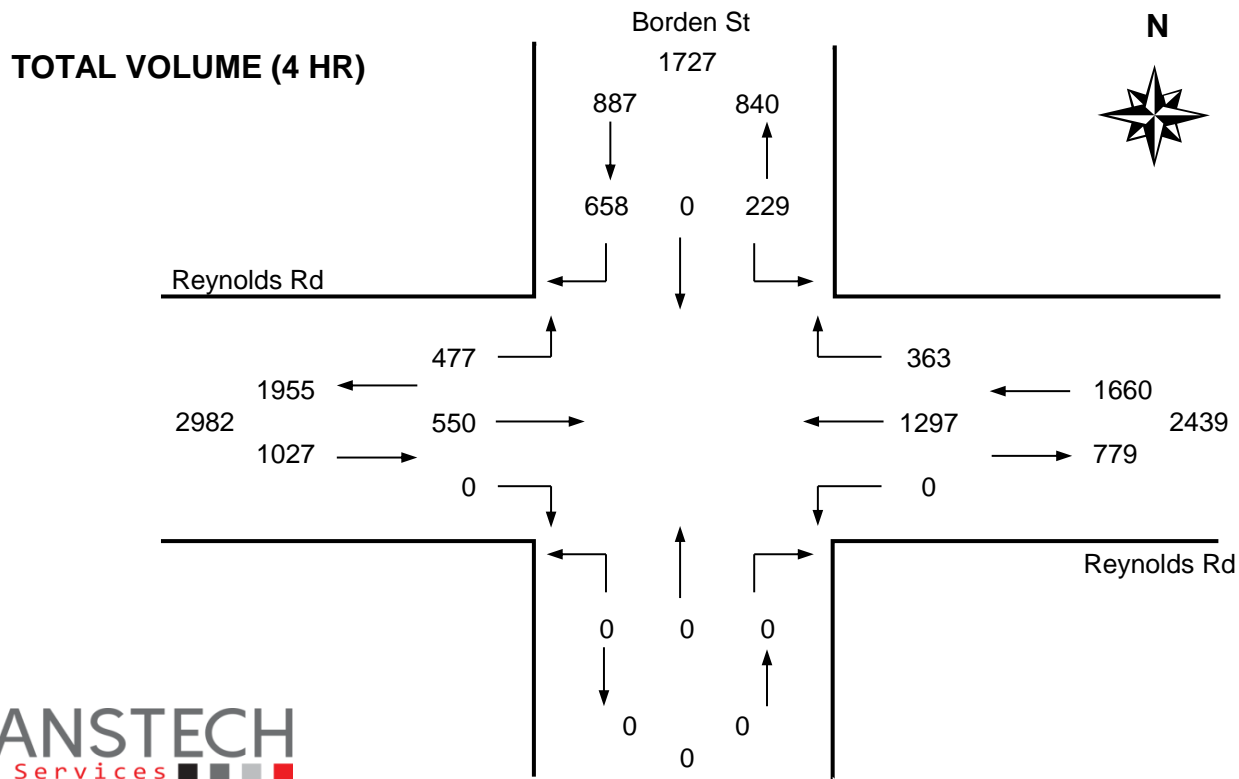 Borden St
N
TOTAL VOLUME (4 HR)
1727
887 840
658 0 229
Reynolds Rd
477 363
1955 1660
2982 550 1297 2439
1027 779
0 0
Reynolds Rd
0 0 0
0 0
0
ANSTECH
Services